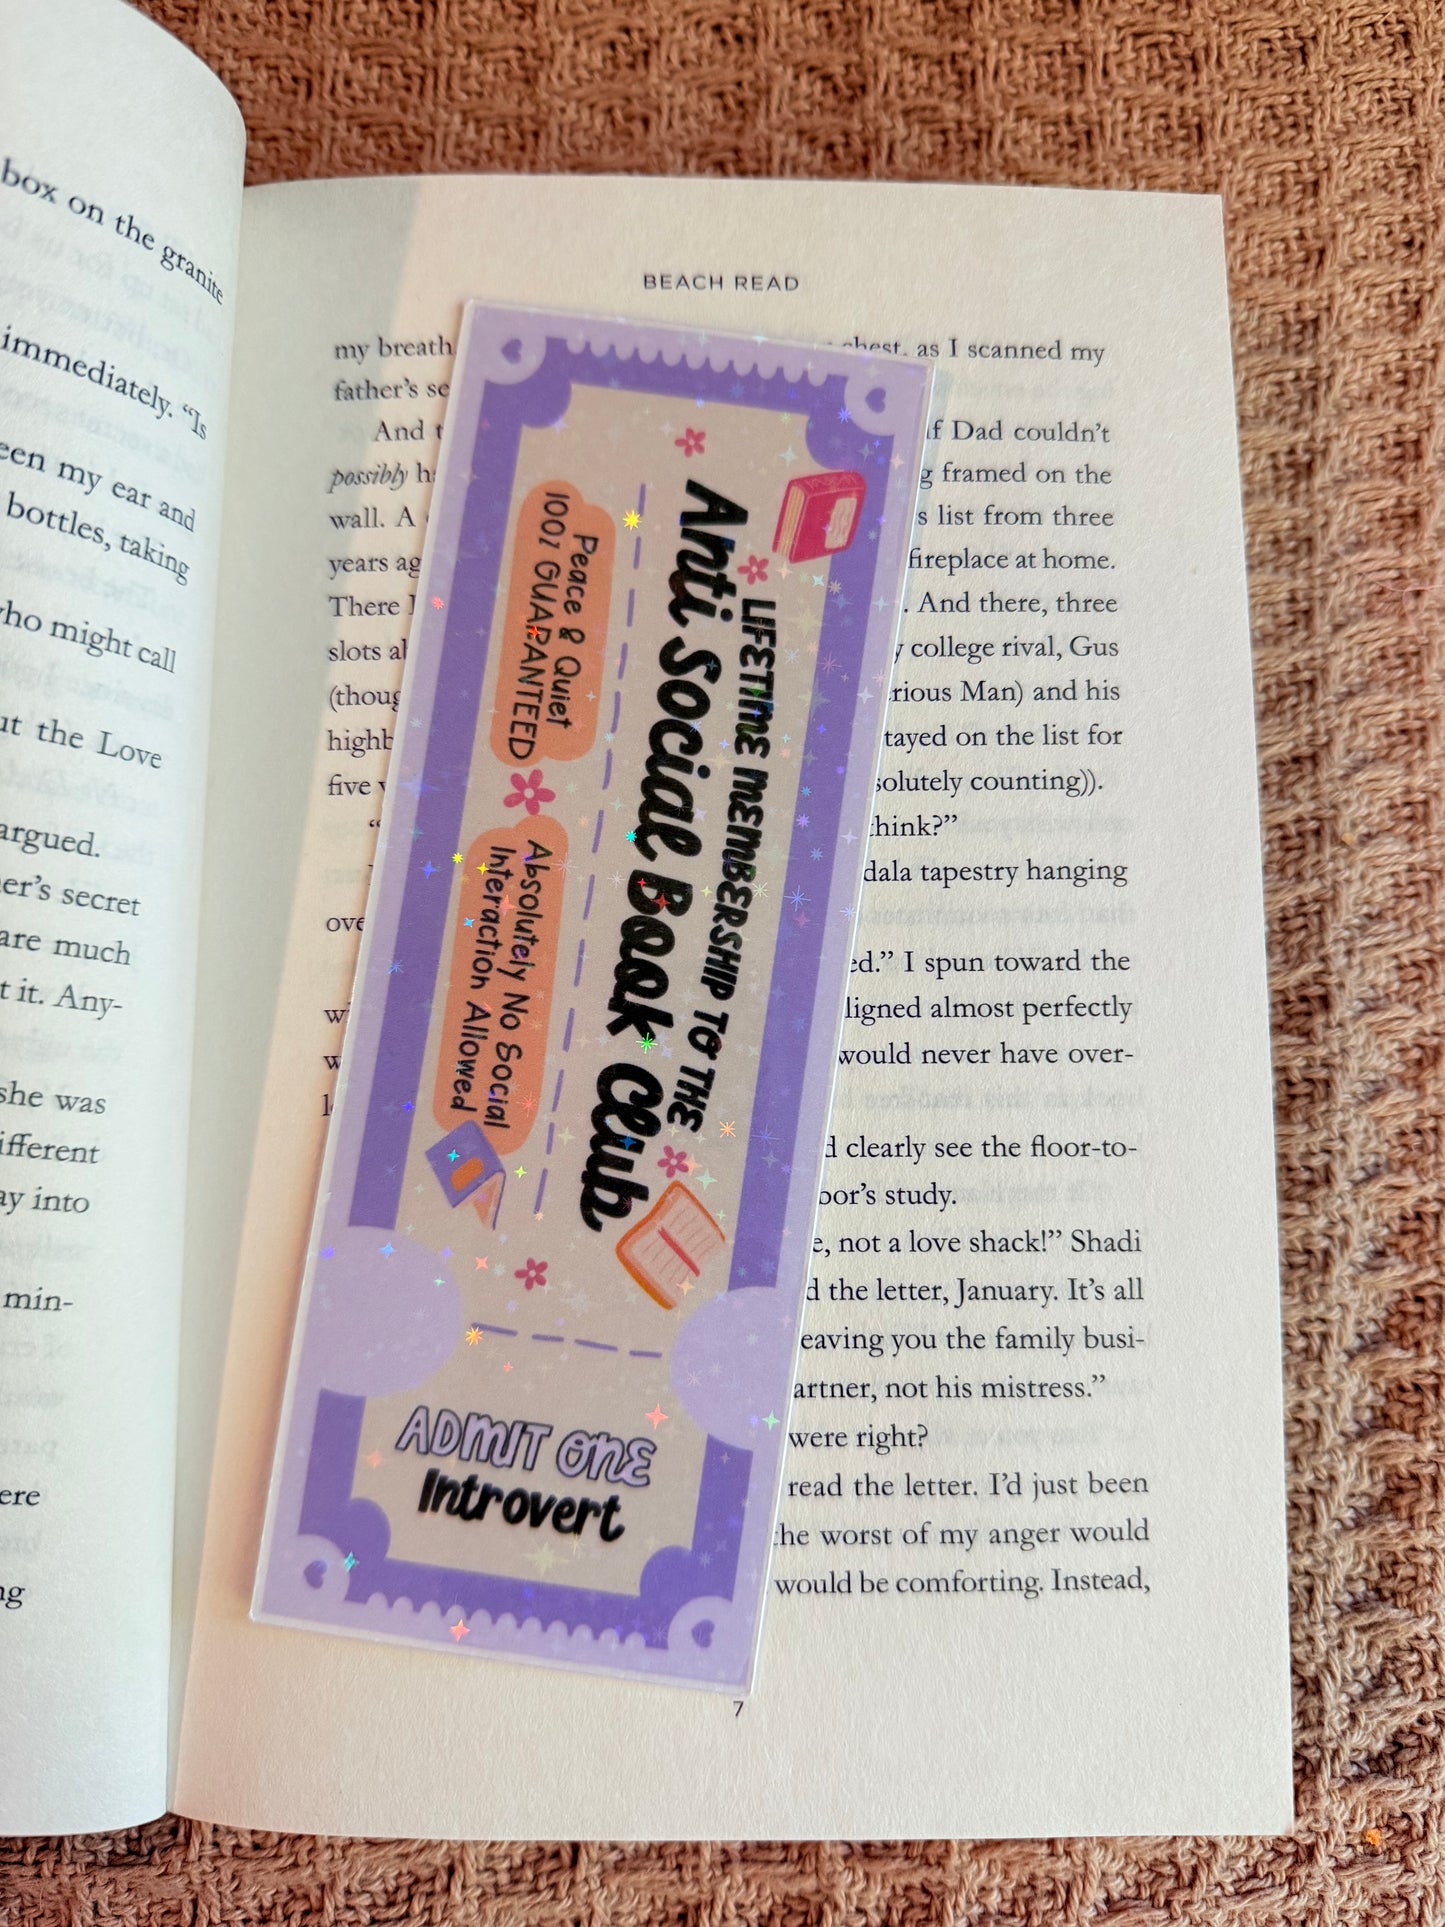 box on the granite
immediately. “Is
een my ear and
bottles, taking
who might call
ut the Love
argued.
er’s secret
are much
t it. Any-
she was
ifferent
ay into
min-
ere
ng
BEACH READ
my breath chest, as I scanned my
father’s se
And t if Dad couldn’t
possibly ha g framed on the
wall. A s list from three
years ag fireplace at home.
There I . And there, three
slots al y college rival, Gus
(thoug rious Man) and his
highb tayed on the list for
five solutely counting)).
“ think?”
dala tapestry hanging
ove
ed.” I spun toward the
wi ligned almost perfectly
w would never have over-
l
d clearly see the floor-to-
bor’s study.
e, not a love shack!” Shadi
d the letter, January. It’s all
eaving you the family busi-
artner, not his mistress.”
were right?
read the letter. I’d just been
the worst of my anger would
would be comforting. Instead,
7
LIFETIME MEMBERSHIP TO THE
Anti Social Book Club
Peace & Quiet
100% GUARANTEED
Absolutely No Social
Interaction Allowed
ADMIT ONE
Introvert